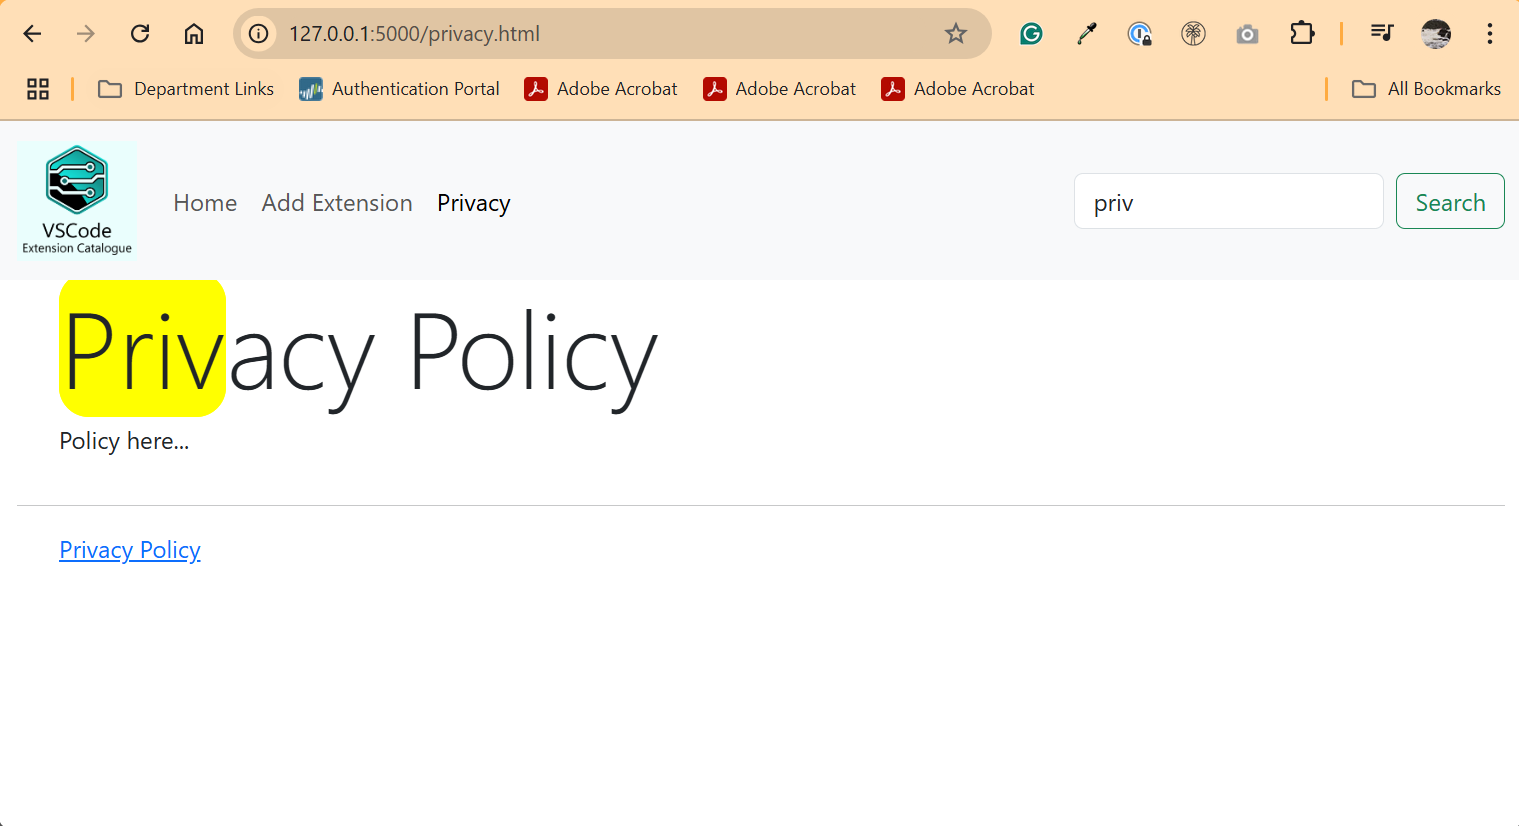 127.0.0.1:5000/privacy.html
Department Links Authentication Portal Adobe Acrobat Adobe Acrobat Adobe Acrobat All Bookmarks
VSCode
Extension Catalogue
Home Add Extension Privacy priv Search
Privacy Policy
Policy here...
Privacy Policy